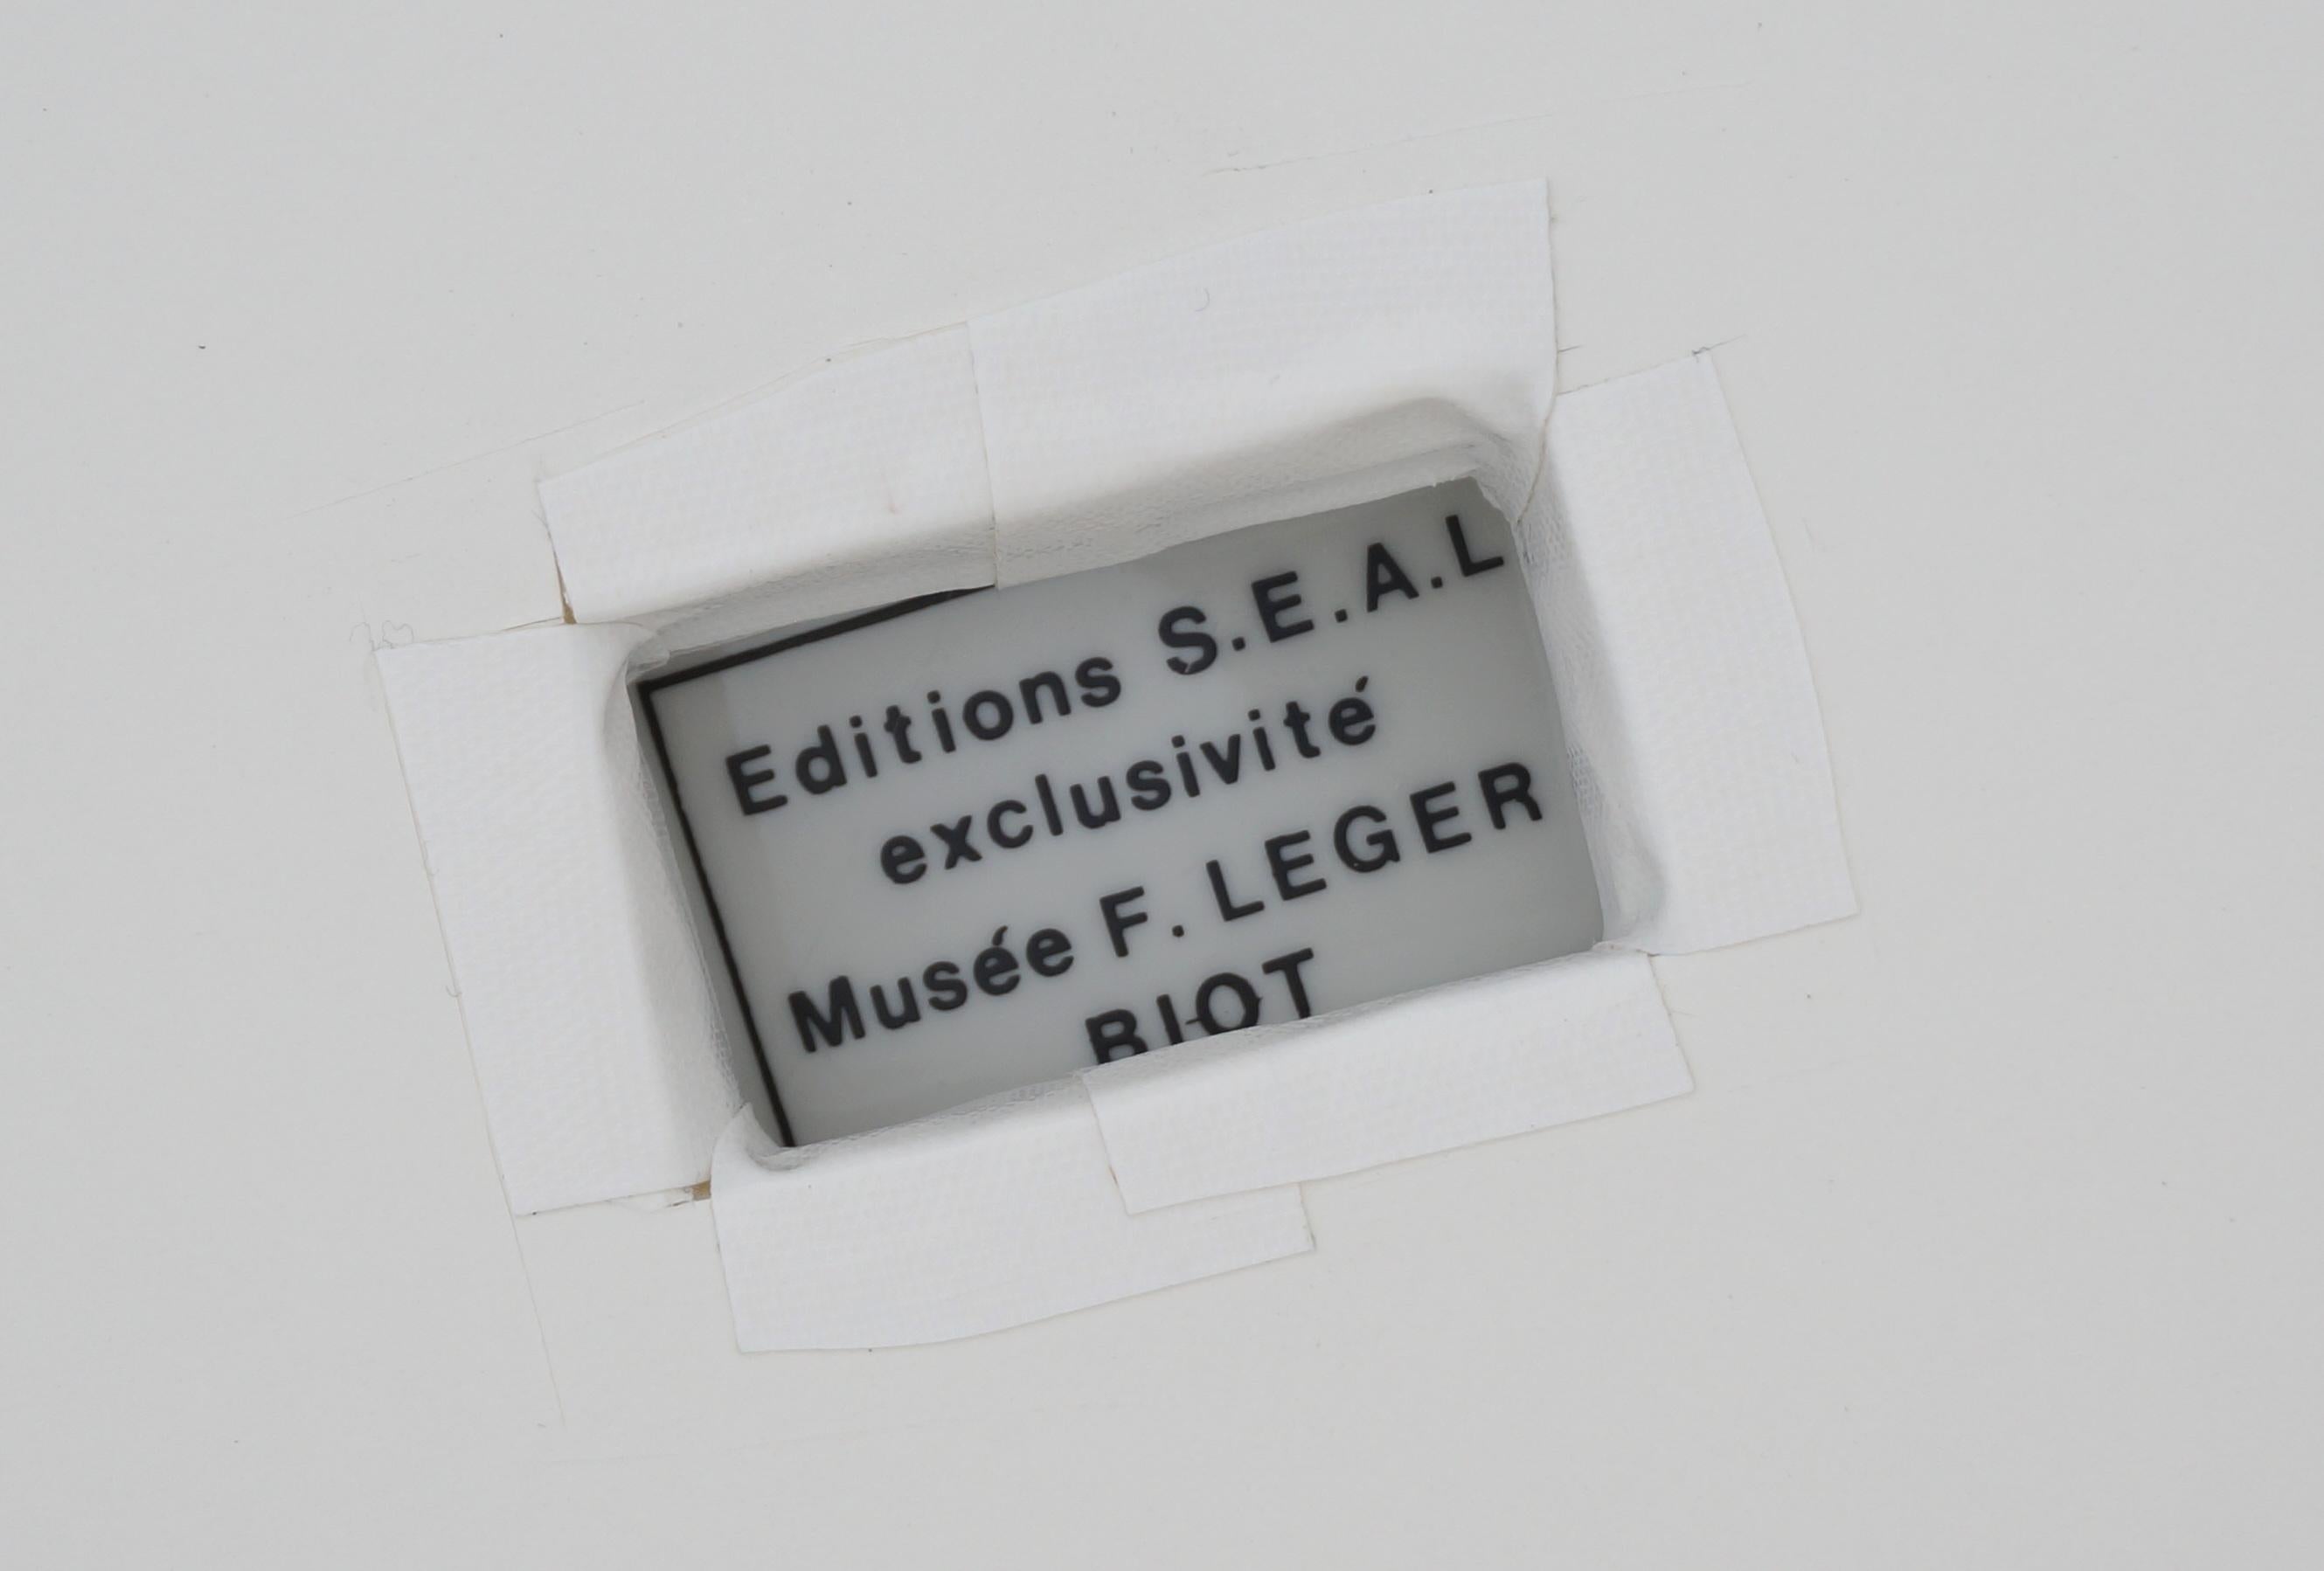 Editions S.E.A.L
exclusivité
Musée F. LEGER
BIOT